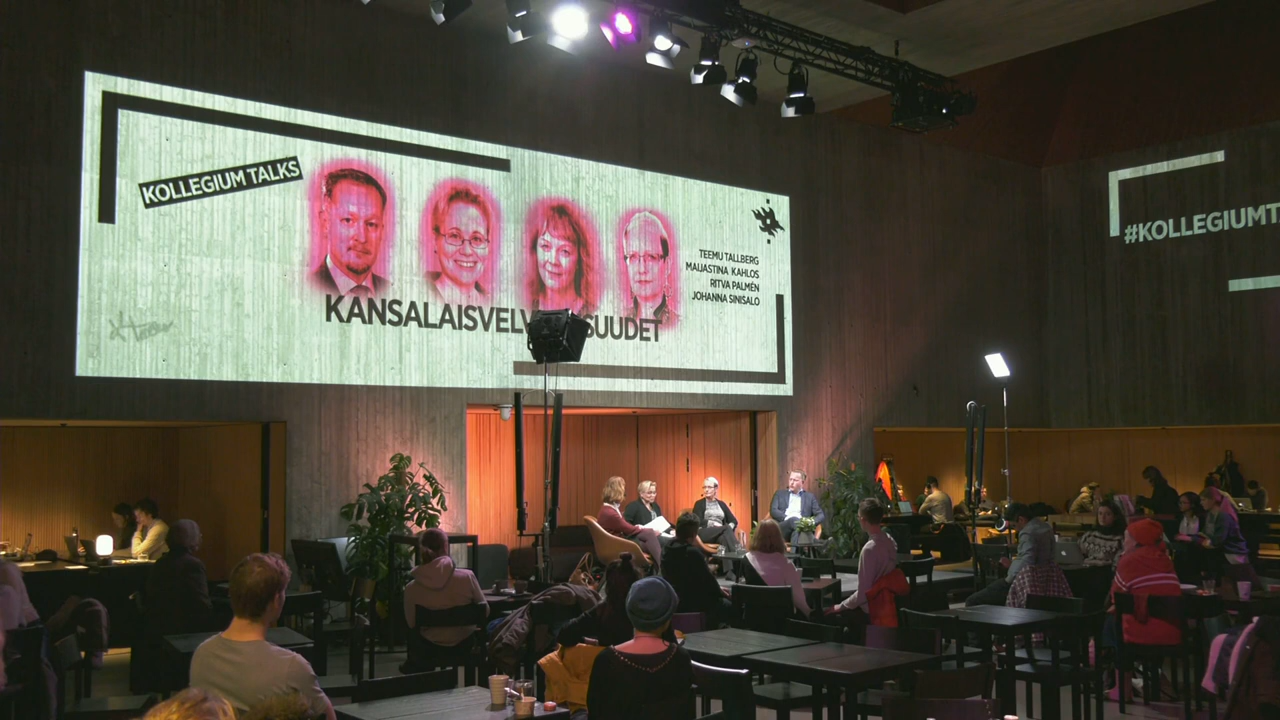 KOLLEGIUM TALKS
TEEMU TALLBERG
MAIJASTINA KAHLOS
RITVA PALMÉN
JOHANNA SINISALO
#KOLLEGIUMT